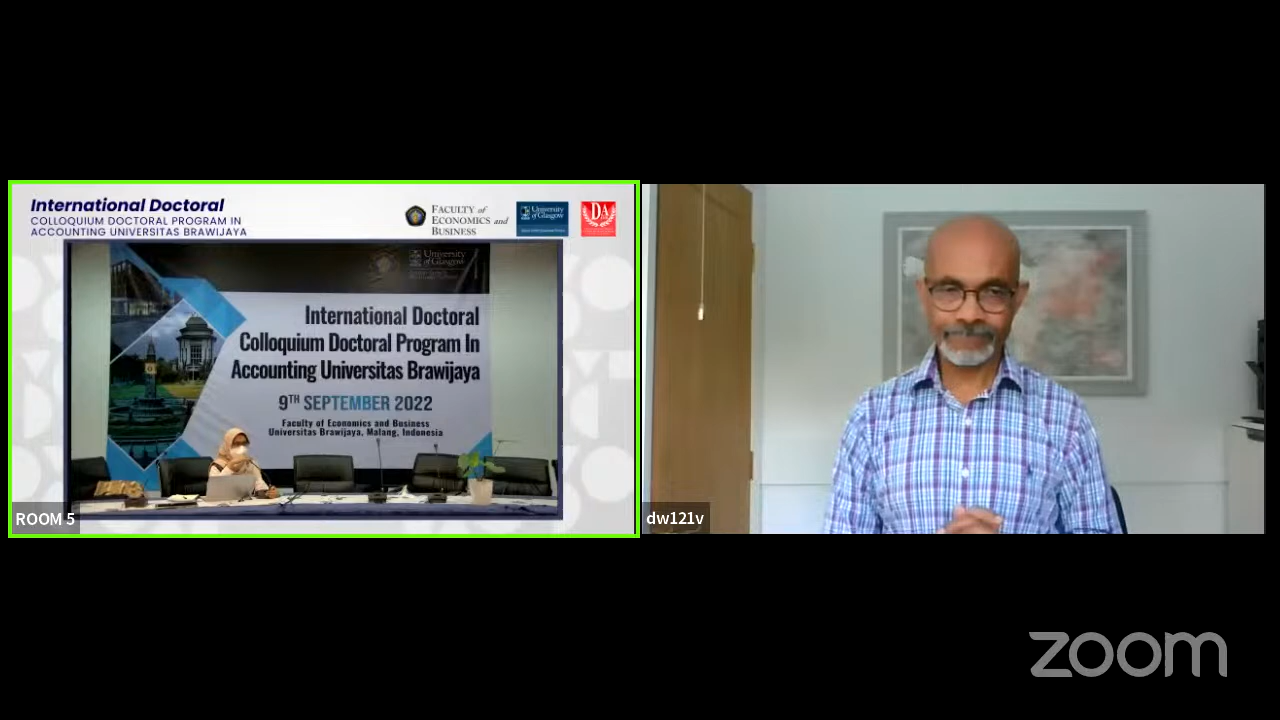 International Doctoral
COLLOQUIUM DOCTORAL PROGRAM IN
ACCOUNTING UNIVERSITAS BRAWIJAYA
FACULTY of
ECONOMICS and
BUSINESS
University
of Glasgow
DA
University
of Glasgow
International Doctoral
Colloquium Doctoral Program In
Accounting Universitas Brawijaya
9TH SEPTEMBER 2022
Faculty of Economics and Business
Universitas Brawijaya, Malang, Indonesia
ROOM 5
dw121v
zoom